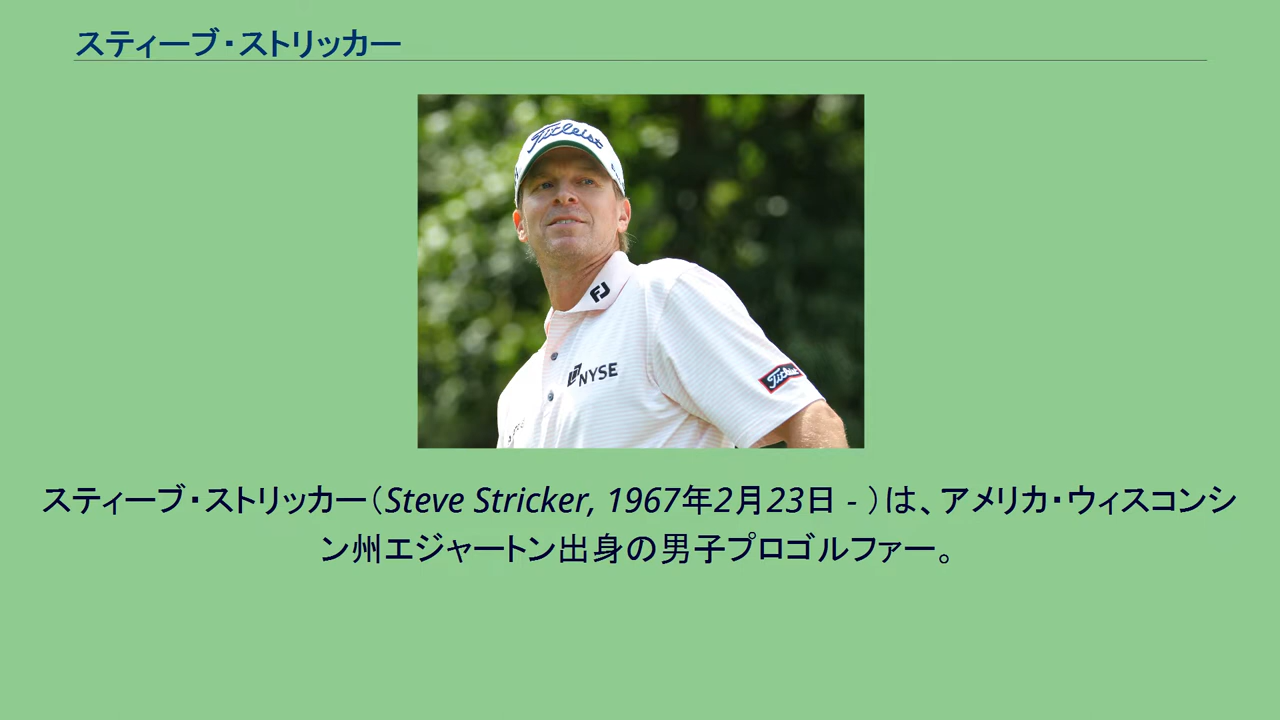 スティーブ・ストリッカー
Titleist
FJ
NYSE
Titleist
スティーブ・ストリッカー（Steve Stricker, 1967年2月23日 - ）は、アメリカ・ウィスコンシ
ン州エジャートン出身の男子プロゴルファー。